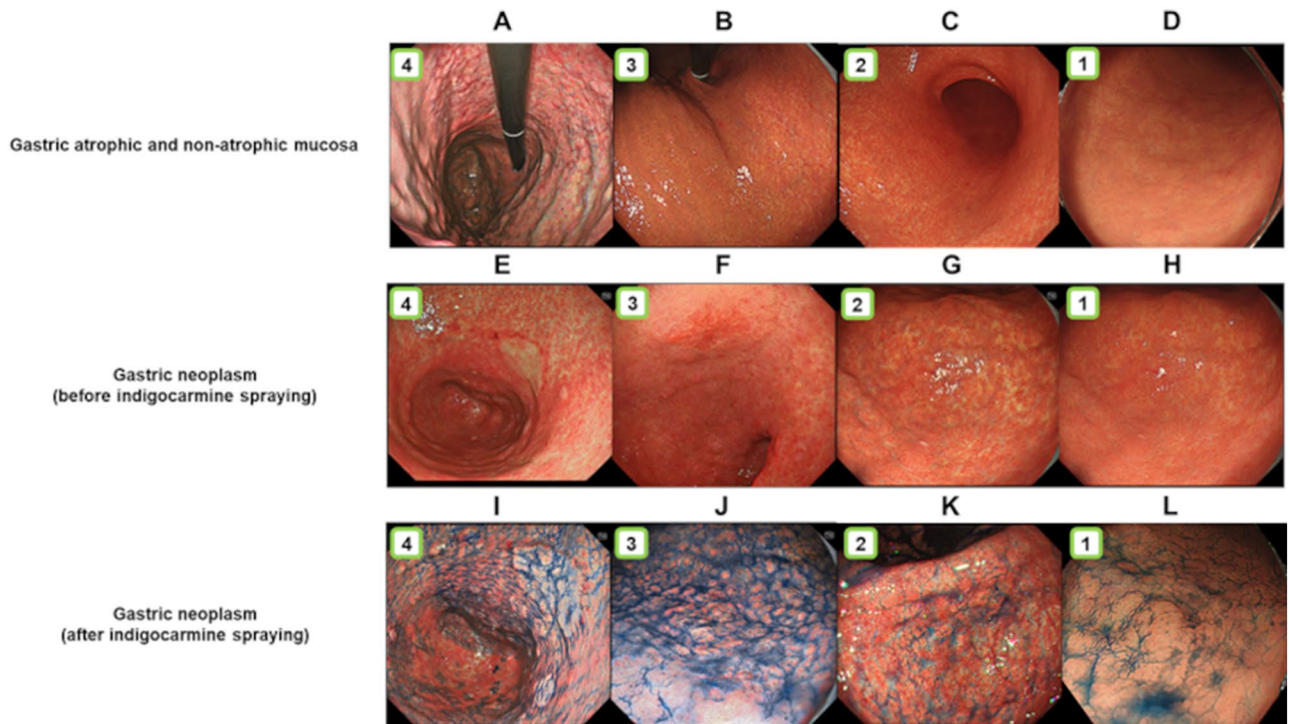 A B C D
4 3 2 1
Gastric atrophic and non-atrophic mucosa
E F G H
4 3 2 1
Gastric neoplasm
(before indigocarmine spraying)
I J K L
4 3 2 1
Gastric neoplasm
(after indigocarmine spraying)